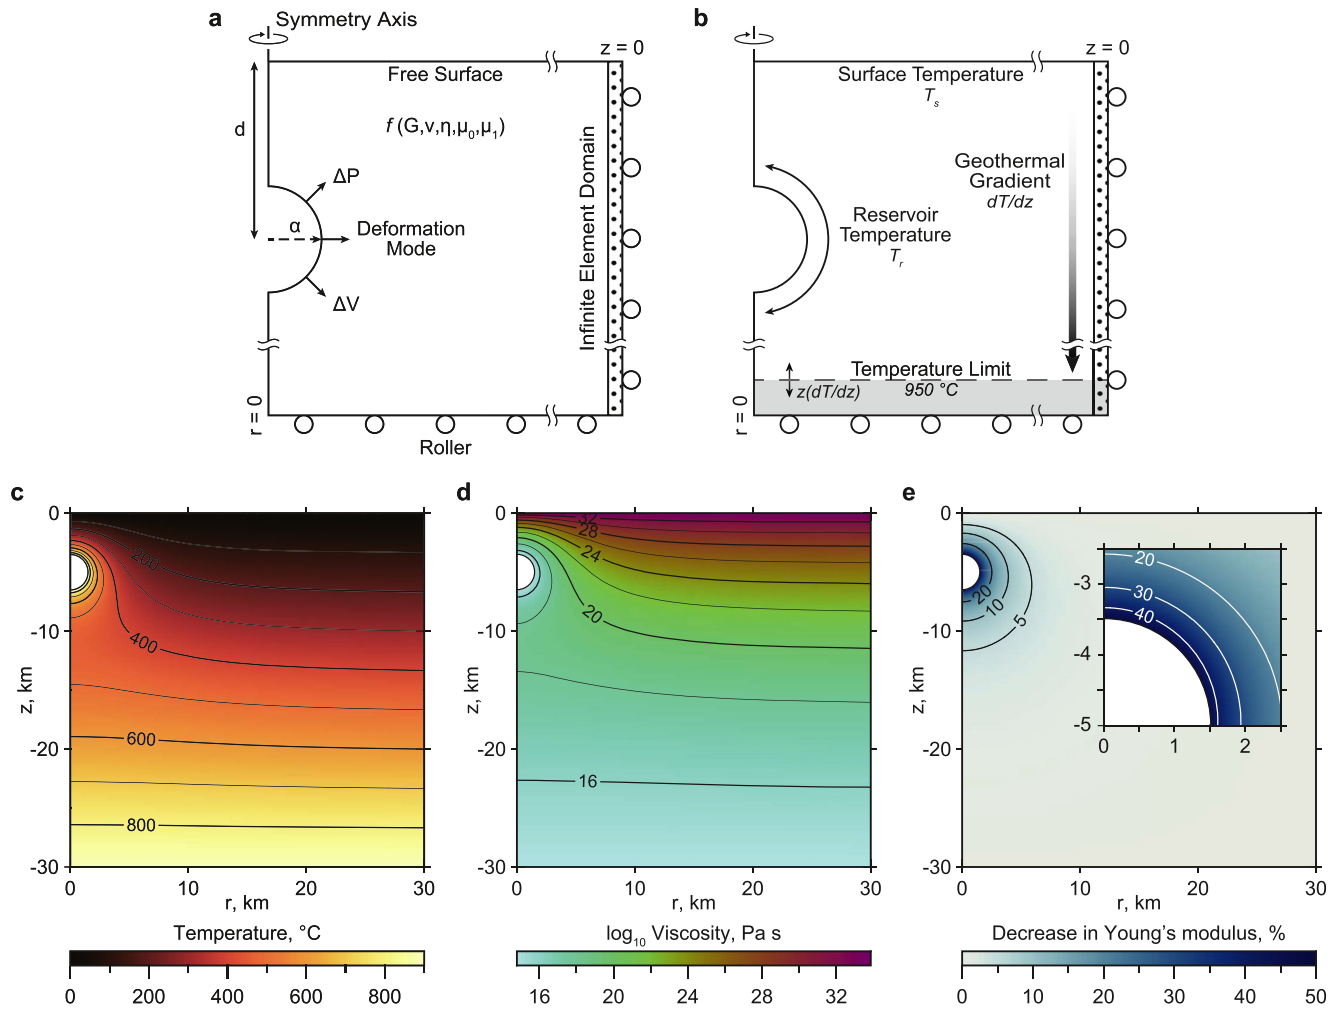 a
Symmetry Axis
z = 0
Free Surface
d
f (G,ν,η,μ0,μ1)
ΔP
α
Deformation
Mode
ΔV
Infinite Element Domain
r = 0
Roller
b
z = 0
Surface Temperature
Ts
Geothermal
Gradient
dT/dz
Reservoir
Temperature
Tr
Temperature Limit
z(dT/dz)
950 °C
r = 0
c
0
-10
-20
-30
z, km
200
400
600
800
0
10
20
30
r, km
Temperature, °C
0
200
400
600
800
d
0
-10
-20
-30
z, km
32
28
24
20
16
0
10
20
30
r, km
log10 Viscosity, Pa s
16
20
24
28
32
e
0
-10
-20
-30
z, km
20
10
5
20
30
40
-3
-4
-5
0
1
2
0
10
20
30
r, km
Decrease in Young's modulus, %
0
10
20
30
40
50